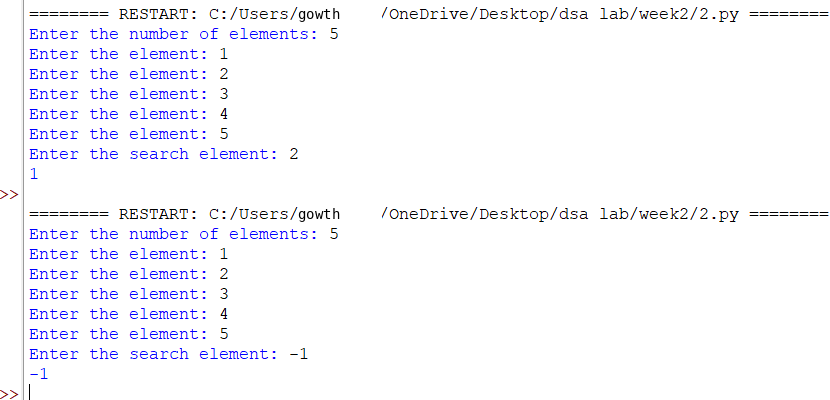 ======== RESTART: C:/Users/gowth /OneDrive/Desktop/dsa lab/week2/2.py ========
Enter the number of elements: 5
Enter the element: 1
Enter the element: 2
Enter the element: 3
Enter the element: 4
Enter the element: 5
Enter the search element: 2
1
>>
======== RESTART: C:/Users/gowth /OneDrive/Desktop/dsa lab/week2/2.py ========
Enter the number of elements: 5
Enter the element: 1
Enter the element: 2
Enter the element: 3
Enter the element: 4
Enter the element: 5
Enter the search element: -1
-1
>>